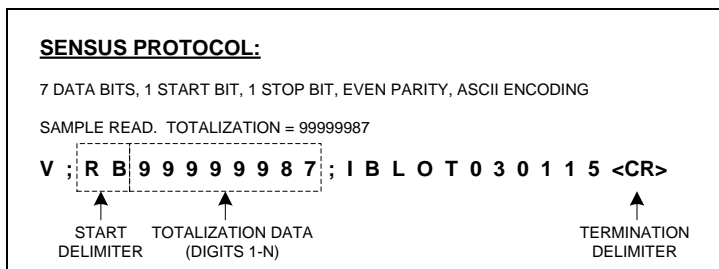 SENSUS PROTOCOL:
7 DATA BITS, 1 START BIT, 1 STOP BIT, EVEN PARITY, ASCII ENCODING
SAMPLE READ. TOTALIZATION = 99999987
V ; R B 9 9 9 9 9 9 8 7 ; I B L O T 0 3 0 1 1 5 <CR>
START DELIMITER
TOTALIZATION DATA (DIGITS 1-N)
TERMINATION DELIMITER